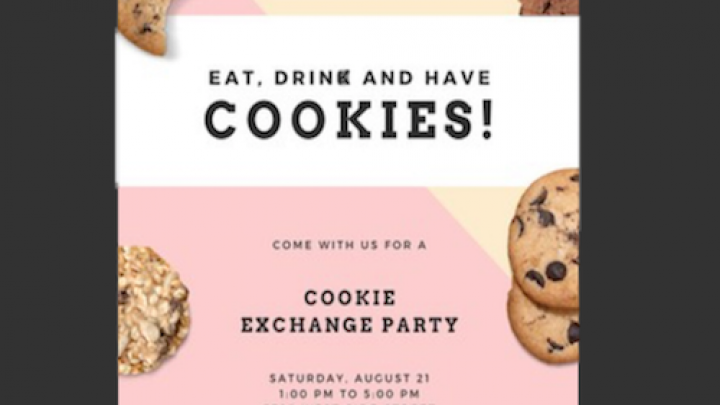 EAT, DRINK AND HAVE
COOKIES!
COME WITH US FOR A
COOKIE
EXCHANGE PARTY
SATURDAY, AUGUST 21
1:00 PM TO 5:00 PM